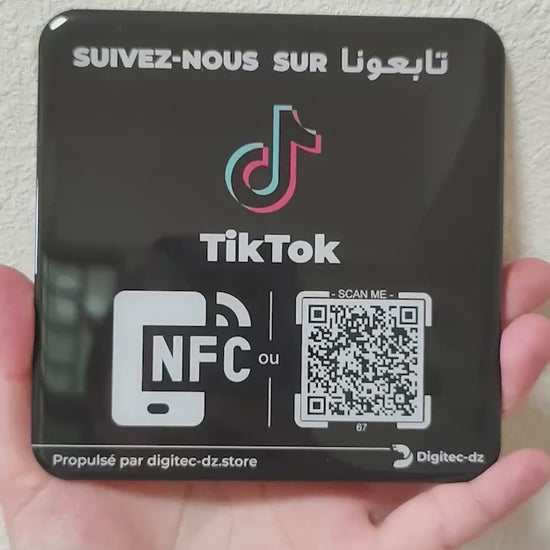 SUIVEZ-NOUS SUR تابعونا
TikTok
- SCAN ME -
NFC
ou
67
Propulsé par digitec-dz.store
Digitec-dz